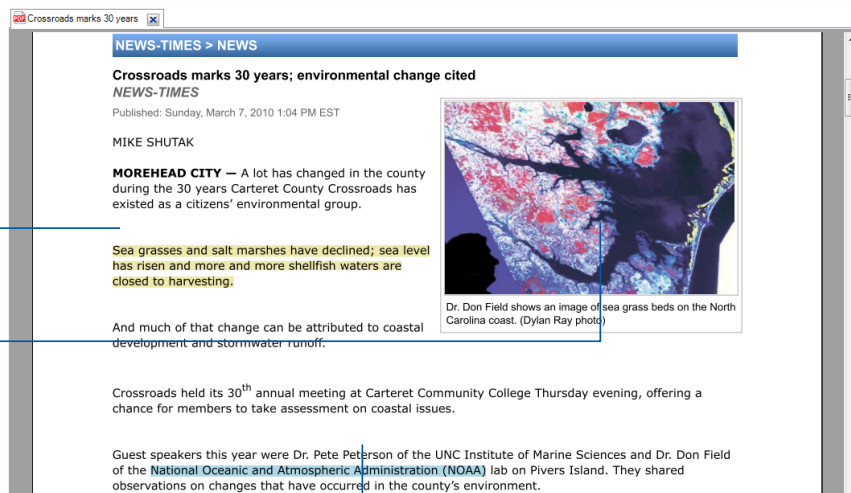 Crossroads marks 30 years
NEWS-TIMES > NEWS
Crossroads marks 30 years; environmental change cited
NEWS-TIMES
Published: Sunday, March 7, 2010 1:04 PM EST
MIKE SHUTAK
MOREHEAD CITY — A lot has changed in the county
during the 30 years Carteret County Crossroads has
existed as a citizens’ environmental group.
Sea grasses and salt marshes have declined; sea level
has risen and more and more shellfish waters are
closed to harvesting.
Dr. Don Field shows an image of sea grass beds on the North
Carolina coast. (Dylan Ray photo)
And much of that change can be attributed to coastal
development and stormwater runoff.
Crossroads held its 30th annual meeting at Carteret Community College Thursday evening, offering a
chance for members to take assessment on coastal issues.
Guest speakers this year were Dr. Pete Peterson of the UNC Institute of Marine Sciences and Dr. Don Field
of the National Oceanic and Atmospheric Administration (NOAA) lab on Pivers Island. They shared
observations on changes that have occurred in the county’s environment.